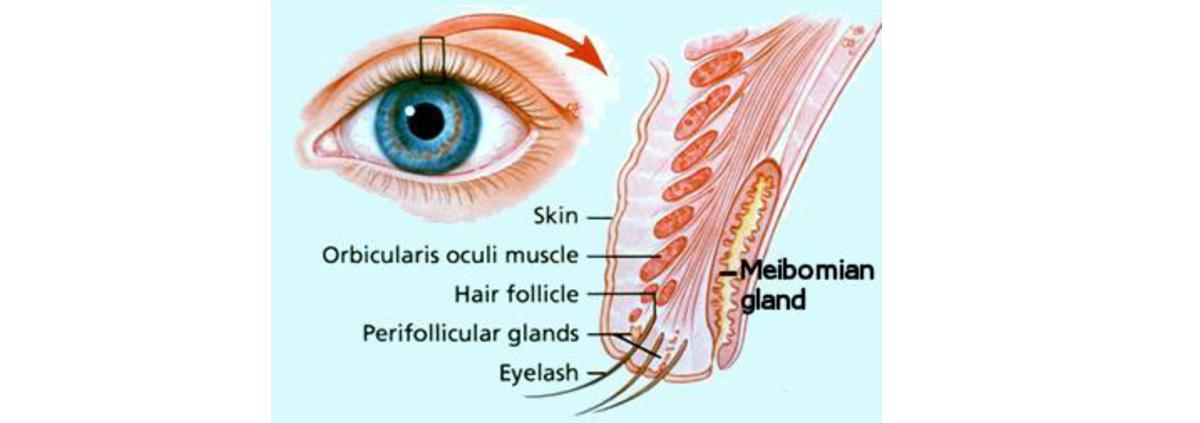 Skin
Orbicularis oculi muscle
Hair follicle
Perifollicular glands
Eyelash
Meibomian
gland